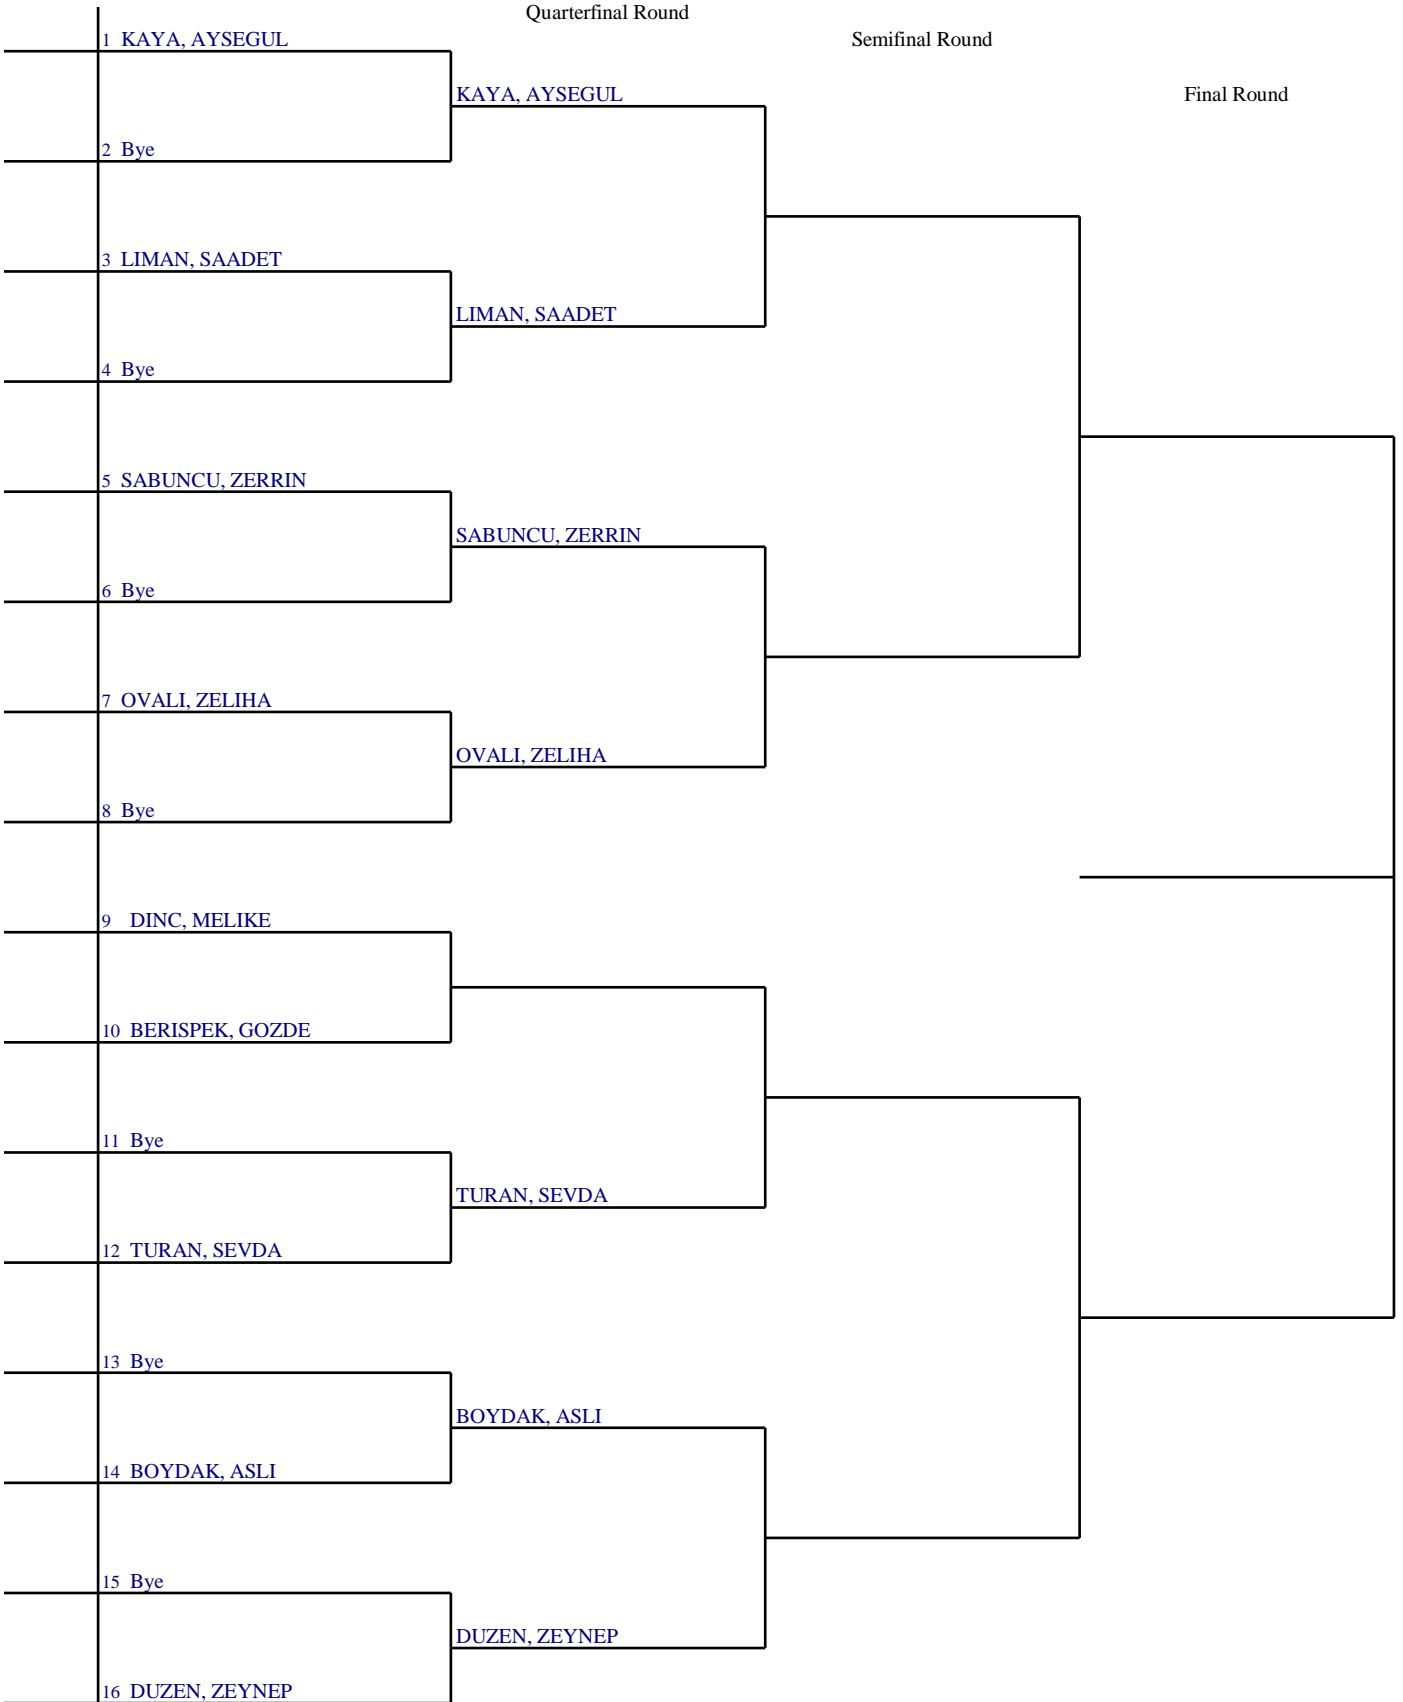 Quarterfinal Round
1 KAYA, AYSEGUL
Semifinal Round
KAYA, AYSEGUL
Final Round
2 Bye
3 LIMAN, SAADET
LIMAN, SAADET
4 Bye
5 SABUNCU, ZERRIN
SABUNCU, ZERRIN
6 Bye
7 OVALI, ZELIHA
OVALI, ZELIHA
8 Bye
9 DINC, MELIKE
10 BERISPEK, GOZDE
11 Bye
TURAN, SEVDA
12 TURAN, SEVDA
13 Bye
BOYDAK, ASLI
14 BOYDAK, ASLI
15 Bye
DUZEN, ZEYNEP
16 DUZEN, ZEYNEP